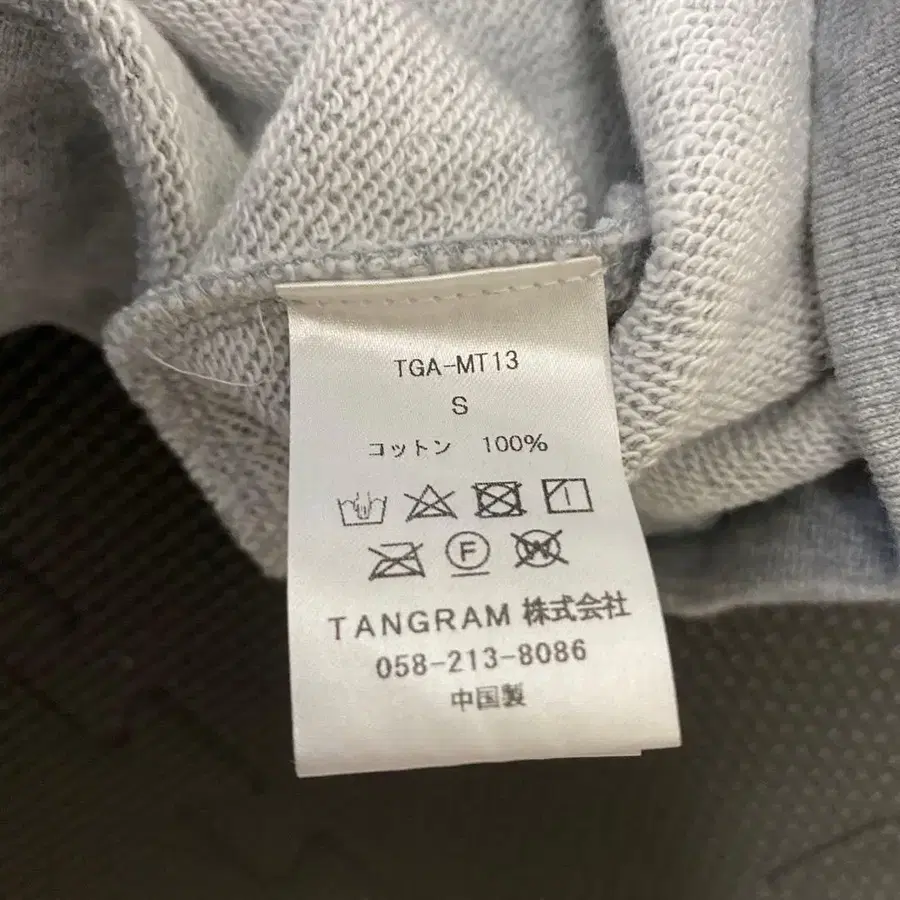 TGA-MT13
S
コットン 100%
F
W
TANGRAM 株式会社
058-213-8086
中国製